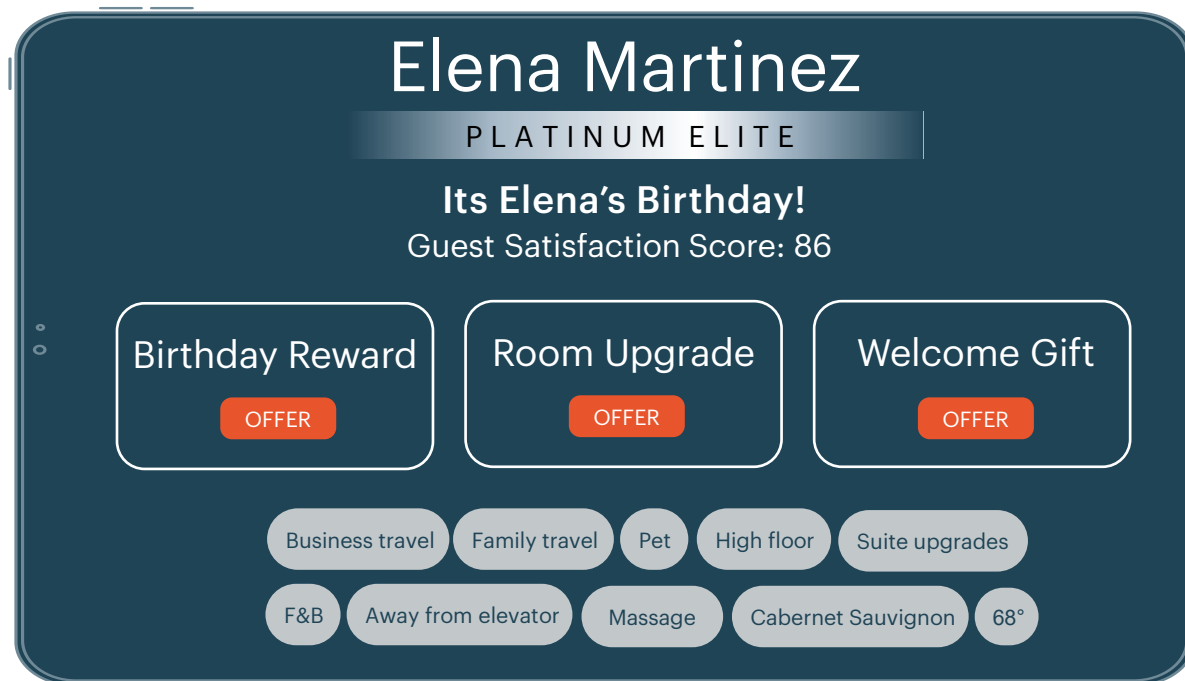 Elena Martinez
PLATINUM ELITE
Its Elena’s Birthday!
Guest Satisfaction Score: 86
Birthday Reward
OFFER
Room Upgrade
OFFER
Welcome Gift
OFFER
Business travel
Family travel
Pet
High floor
Suite upgrades
F&B
Away from elevator
Massage
Cabernet Sauvignon
68°